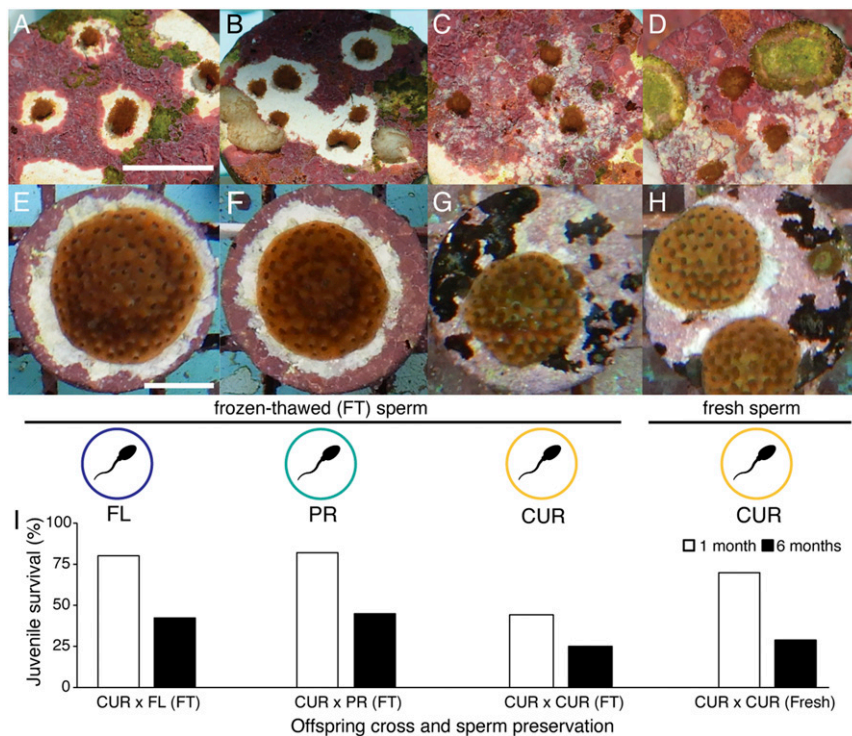 A B C D
E F G H
frozen-thawed (FT) sperm fresh sperm
FL PR CUR CUR
I
100
75
50
25
0
Juvenile survival (%)
1 month 6 months
CUR x FL (FT) CUR x PR (FT) CUR x CUR (FT) CUR x CUR (Fresh)
Offspring cross and sperm preservation